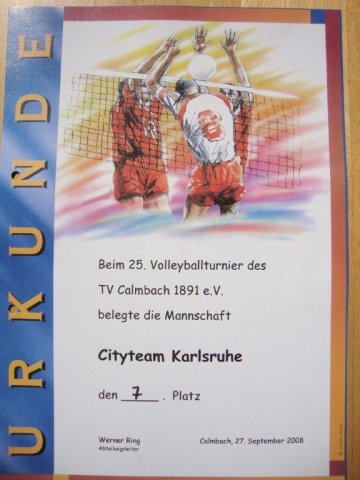 URKUNDE
8
Beim 25. Volleyballturnier des
TV Calmbach 1891 e.V.
belegte die Mannschaft
Cityteam Karlsruhe
den 7 . Platz
Werner Ring
Abteilungsleiter
Calmbach, 27. September 2008